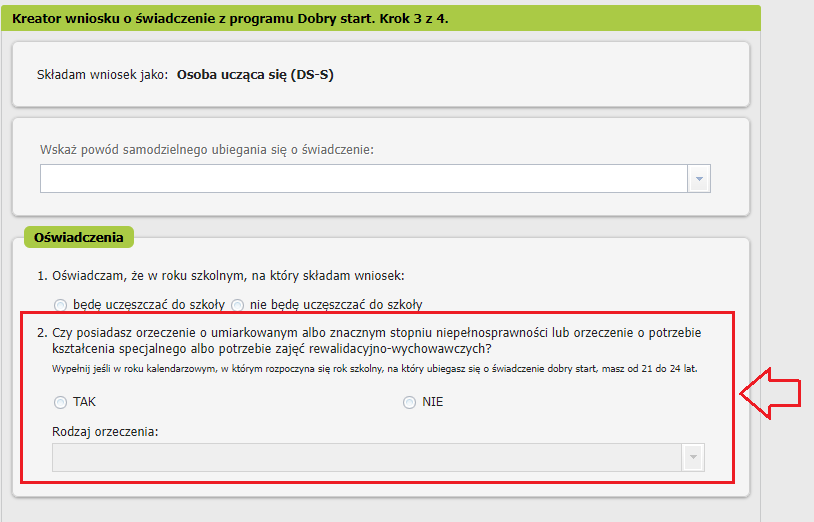 Kreator wniosku o świadczenie z programu Dobry start. Krok 3 z 4.
Składam wniosek jako: Osoba ucząca się (DS-S)
Wskaż powód samodzielnego ubiegania się o świadczenie:
Oświadczenia
1. Oświadczam, że w roku szkolnym, na który składam wniosek:
będę uczęszczać do szkoły nie będę uczęszczać do szkoły
2. Czy posiadasz orzeczenie o umiarkowanym albo znacznym stopniu niepełnosprawności lub orzeczenie o potrzebie
kształcenia specjalnego albo potrzebie zajęć rewalidacyjno-wychowawczych?
Wypełnij jeśli w roku kalendarzowym, w którym rozpoczyna się rok szkolny, na który ubiegasz się o świadczenie dobry start, masz od 21 do 24 lat.
TAK NIE
Rodzaj orzeczenia: